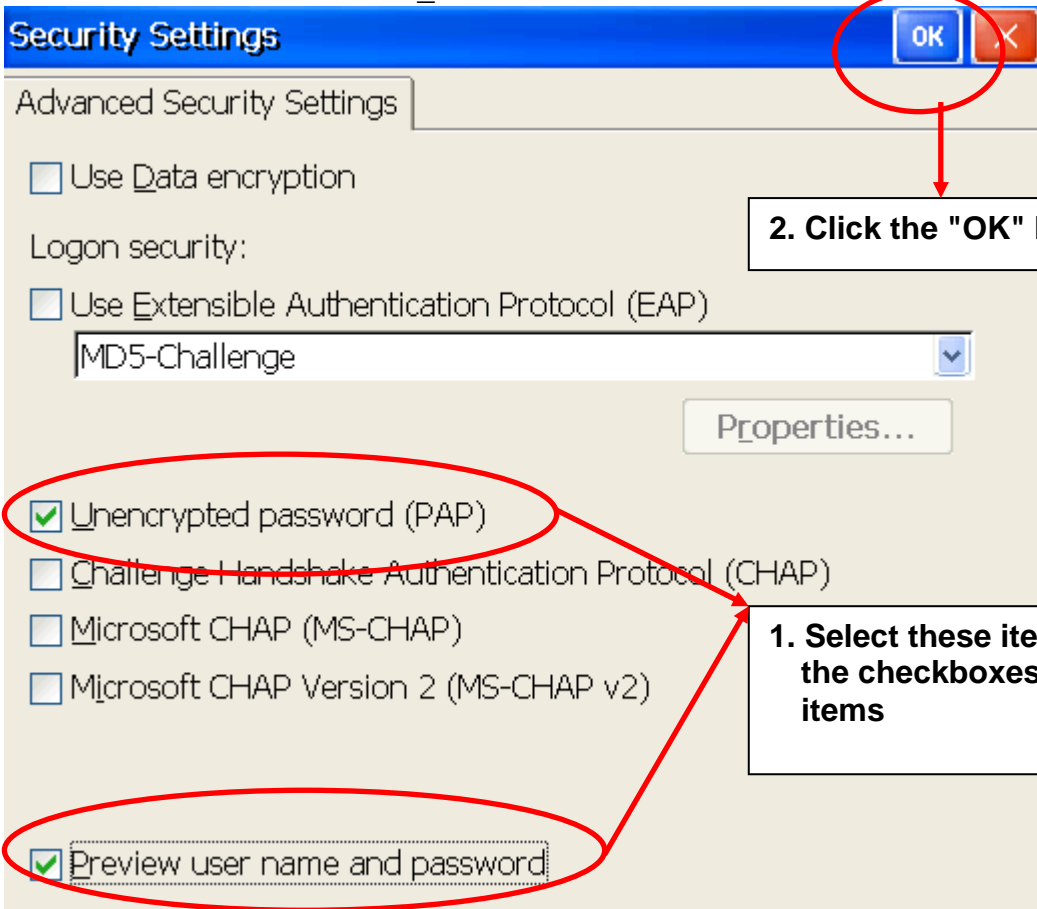 Security Settings
OK
Advanced Security Settings
Use Data encryption
2. Click the "OK"
Logon security:
Use Extensible Authentication Protocol (EAP)
MD5-Challenge
Properties...
Unencrypted password (PAP)
Challenge Handshake Authentication Protocol (CHAP)
Microsoft CHAP (MS-CHAP)
Microsoft CHAP Version 2 (MS-CHAP v2)
1. Select these
the checkboxes
items
Preview user name and password